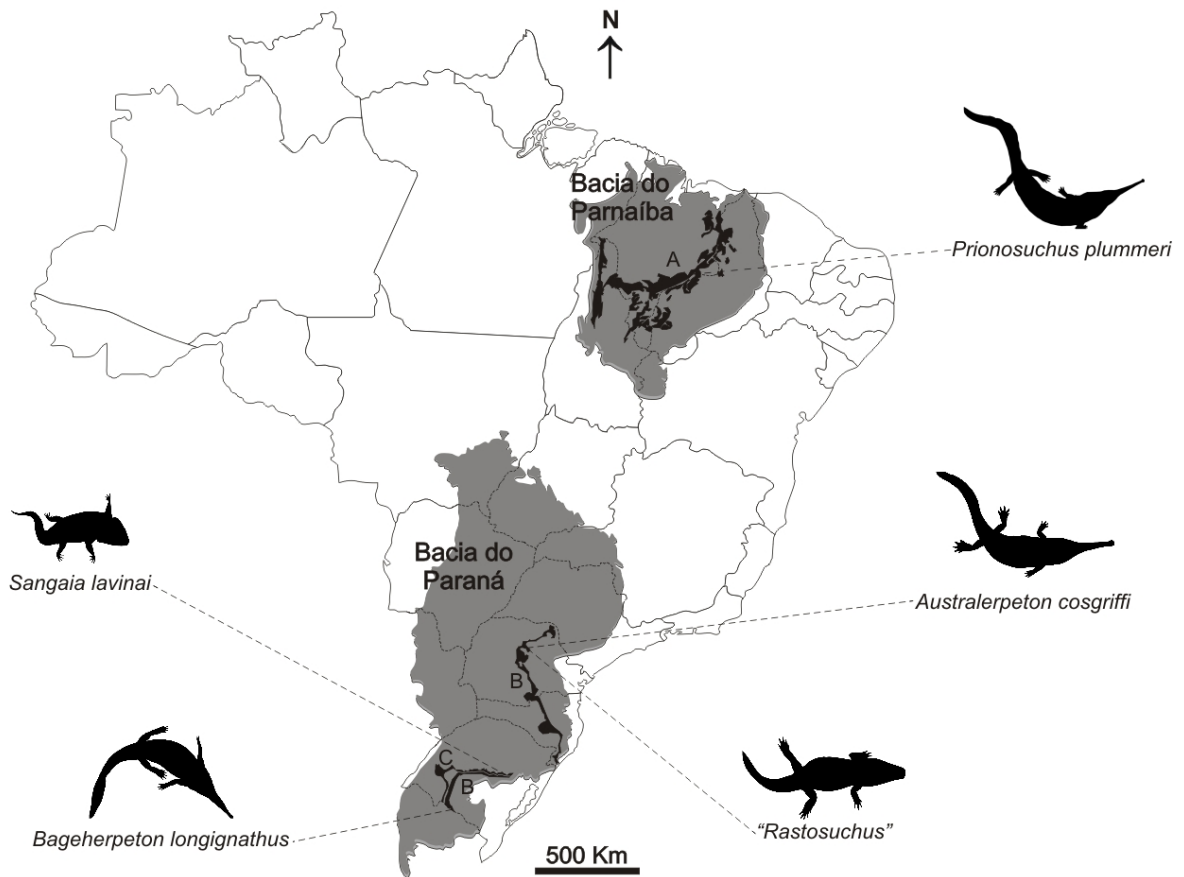 N
Bacia do
Parnaíba
A
Prionosuchus plummeri
Bacia do
Paraná
Sangaia lavinai
Australerpeton cosgriffi
B
C
B
Bageherpeton longignathus
“Rastosuchus”
500 Km